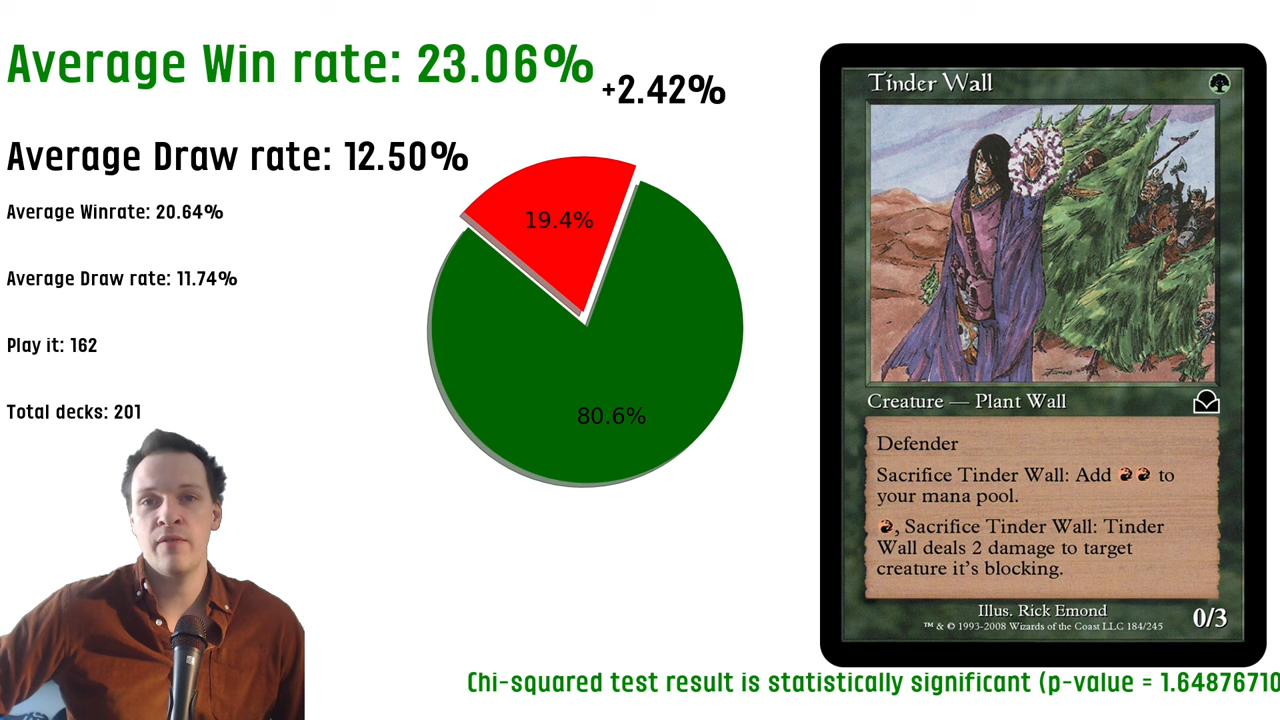 Average Win rate: 23.06%
+2.42%
Average Draw rate: 12.50%
Average Winrate: 20.64%
Average Draw rate: 11.74%
Play it: 162
Total decks: 201
19.4%
80.6%
Tinder Wall
Creature — Plant Wall
Defender
Sacrifice Tinder Wall: Add to
your mana pool.
, Sacrifice Tinder Wall: Tinder
Wall deals 2 damage to target
creature it's blocking.
Illus. Rick Emond
™ & © 1993-2008 Wizards of the Coast LLC 184/245
0/3
Chi-squared test result is statistically significant (p-value = 1.64876710